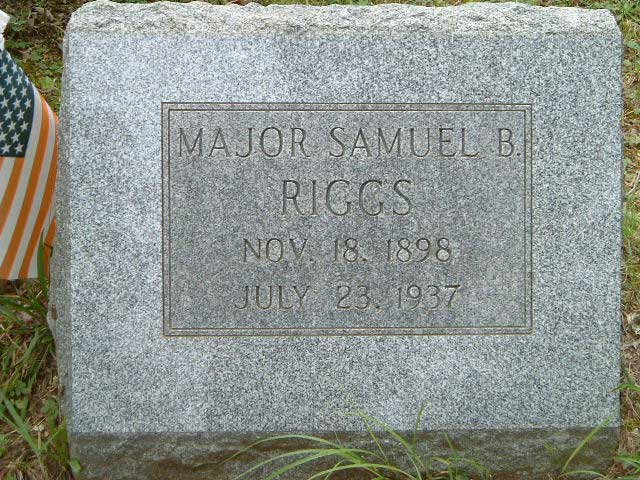 MAJOR SAMUEL B.
RIGGS
NOV. 18. 1898
JULY 23. 1937